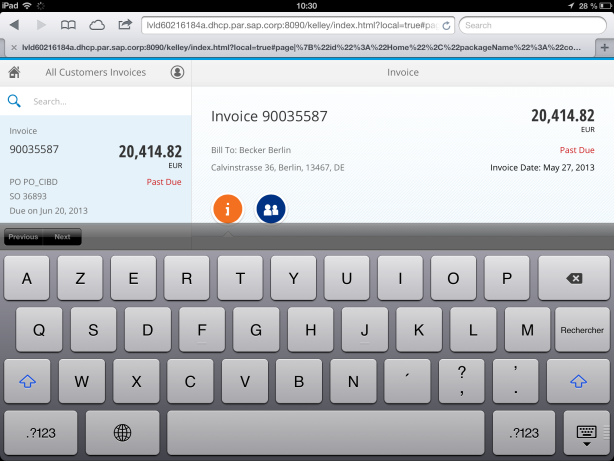 iPad 10:30 28 %
lvld60216184a.dhcp.par.sap.corp:8090/kelley/index.html?local=true#pag Search
lvld60216184a.dhcp.par.sap.corp:8090/kelley/index.html?local=true#page|%7B%22id%22%3A%22Home%22%2C%22packageName%22%3A%22co...
All Customers Invoices
Invoice
Search...
Invoice
90035587
20,414.82
EUR
PO PO_CIBD Past Due
SO 36893
Due on Jun 20, 2013
Invoice 90035587 20,414.82
EUR
Bill To: Becker Berlin Past Due
Calvinstrasse 36, Berlin, 13467, DE Invoice Date: May 27, 2013
i
Previous Next
A Z E R T Y U I O P
Q S D F G H J K L M Rechercher
W X C V B N ´ ? , ' .
.?123 .?123